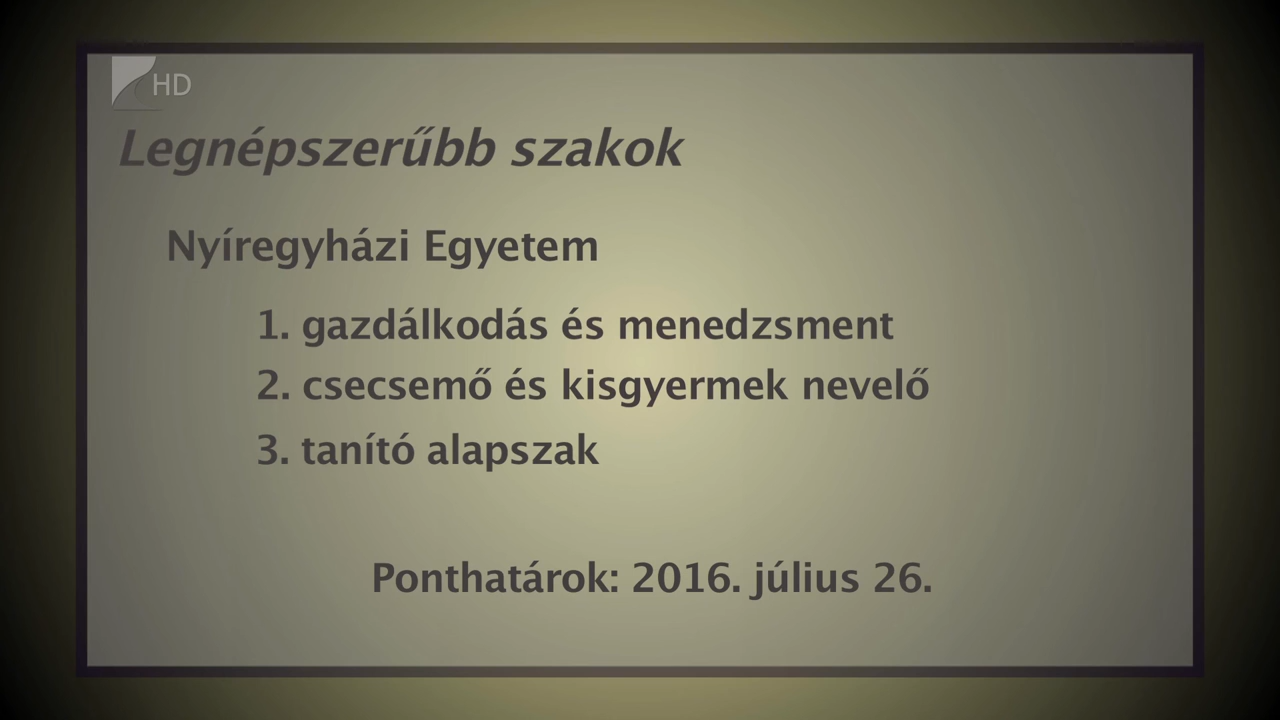 HD
Legnépszerűbb szakok
Nyíregyházi Egyetem
1. gazdálkodás és menedzsment
2. csecsemő és kisgyermek nevelő
3. tanító alapszak
Ponthatárok: 2016. július 26.